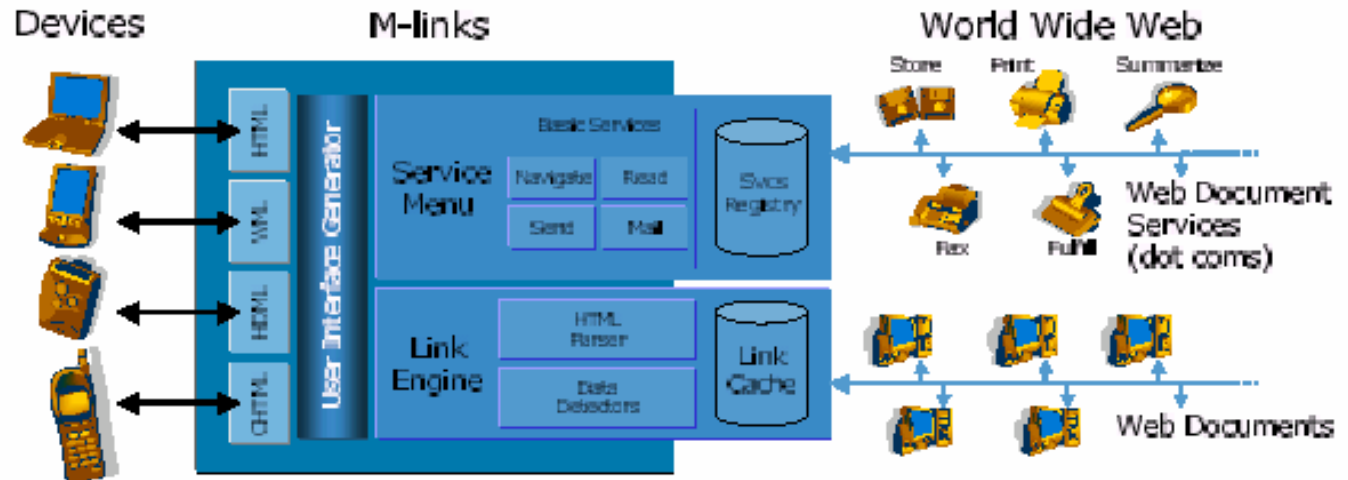 Devices
M-links
World Wide Web
Store
Print
Summarize
HTML
WML
HDML
CHTML
User Interface Generator
Service
Menu
Basic Services
Navigate
Read
Send
Mail
Svcs
Registry
Fax
Fulfill
Web Document
Services
(dot coms)
Link
Engine
HTML
Parser
Data
Detectors
Link
Cache
Web Documents